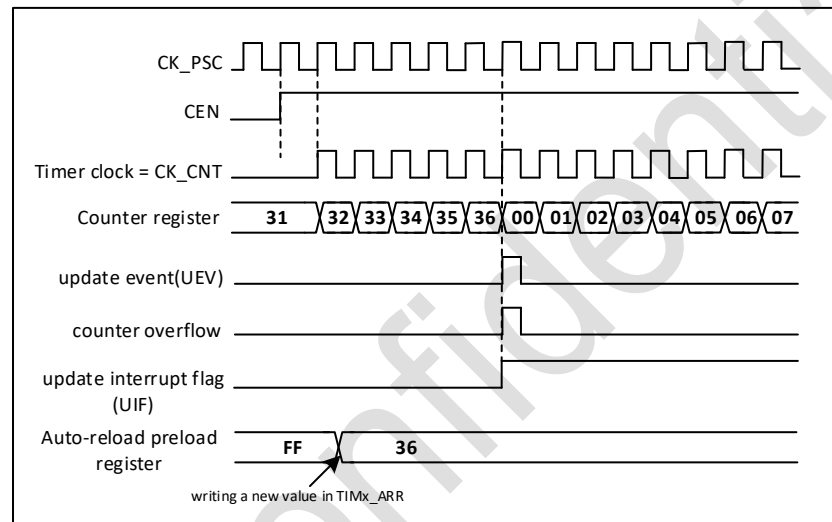 CK_PSC
CEN
Timer clock = CK_CNT
Counter register 31 32 33 34 35 36 00 01 02 03 04 05 06 07
update event(UEV)
counter overflow
update interrupt flag
(UIF)
Auto-reload preload
register
FF 36
writing a new value in TIMx_ARR